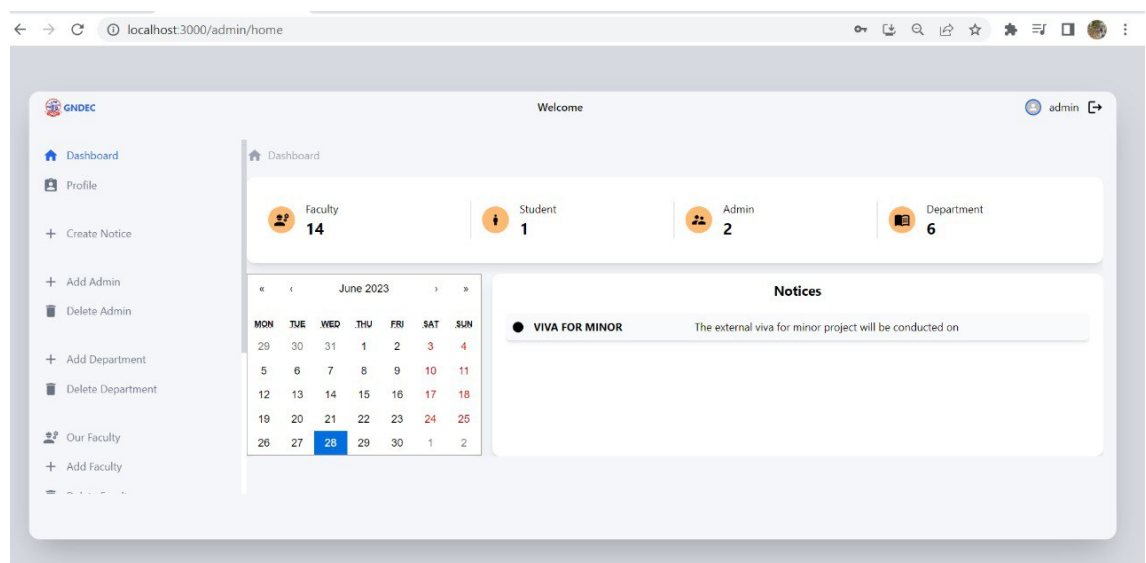 localhost:3000/admin/home
GNDEC
Welcome
admin
Dashboard
Profile
Create Notice
Add Admin
Delete Admin
Add Department
Delete Department
Our Faculty
Add Faculty
Dashboard
Faculty
14
Student
1
Admin
2
Department
6
« ‹ June 2023 › »
MON TUE WED THU FRI SAT SUN
29 30 31 1 2 3 4
5 6 7 8 9 10 11
12 13 14 15 16 17 18
19 20 21 22 23 24 25
26 27 28 29 30 1 2
Notices
VIVA FOR MINOR The external viva for minor project will be conducted on